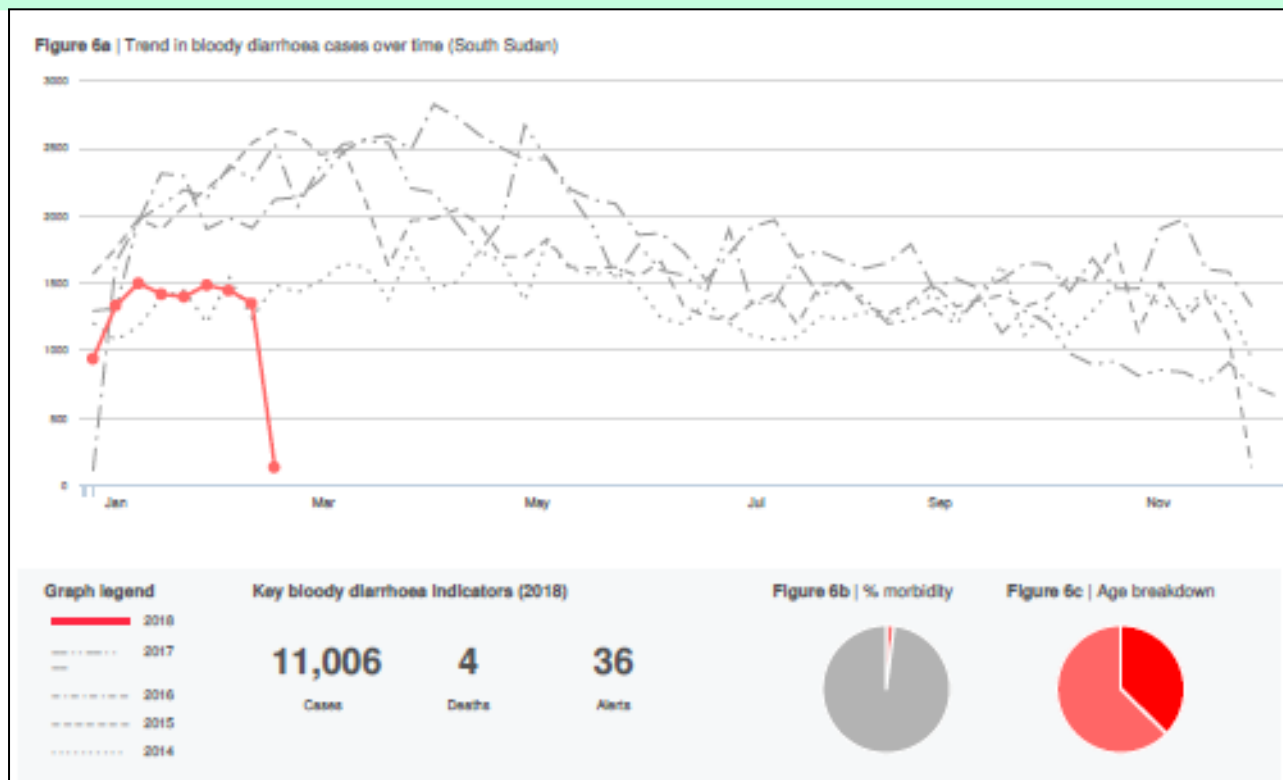 Figure 6a | Trend in bloody diarrhoea cases over time (South Sudan)
3000
2500
2000
1500
1000
500
0
Jan Mar May Jul Sep Nov
Graph legend
2018
2017
2016
2015
2014
Key bloody diarrhoea indicators (2018)
11,006 4 36
Cases Deaths Alerts
Figure 6b | % morbidity
Figure 6c | Age breakdown